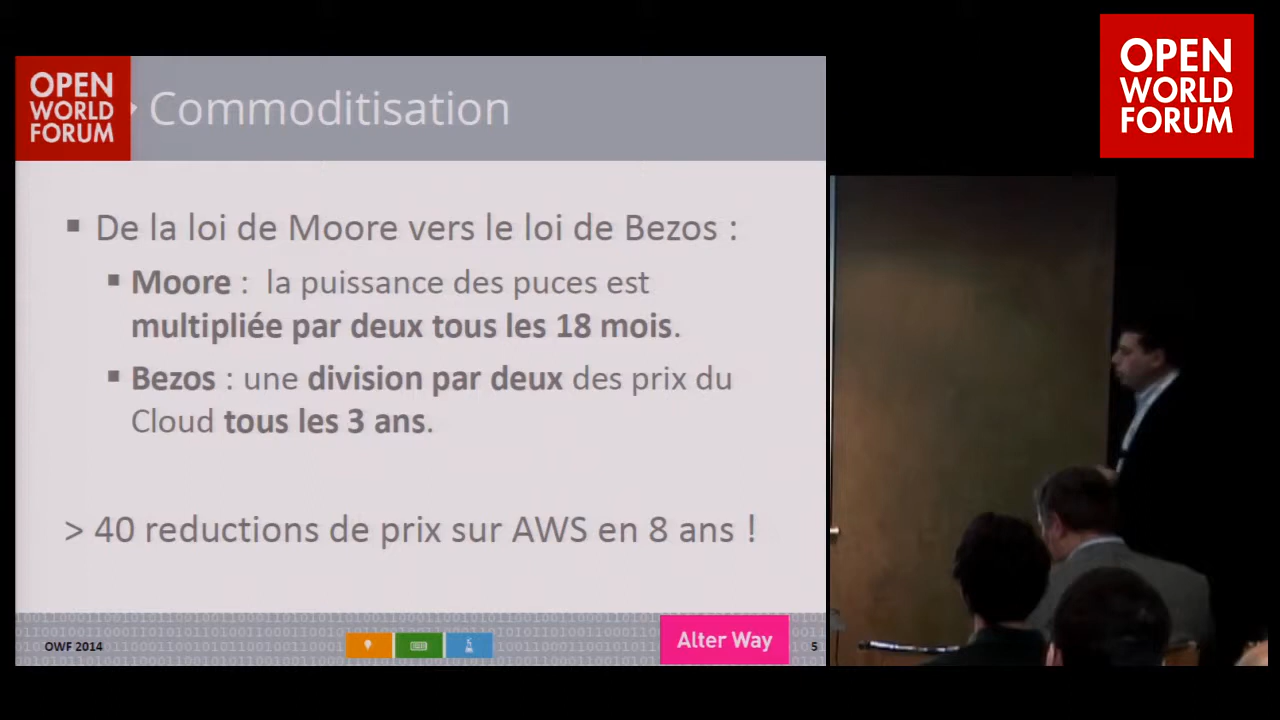 OPEN
WORLD
FORUM
Commoditisation
▪ De la loi de Moore vers le loi de Bezos :
▪ Moore : la puissance des puces est
multipliée par deux tous les 18 mois.
▪ Bezos : une division par deux des prix du
Cloud tous les 3 ans.
> 40 reductions de prix sur AWS en 8 ans !
OWF 2014
Alter Way
5
OPEN
WORLD
FORUM